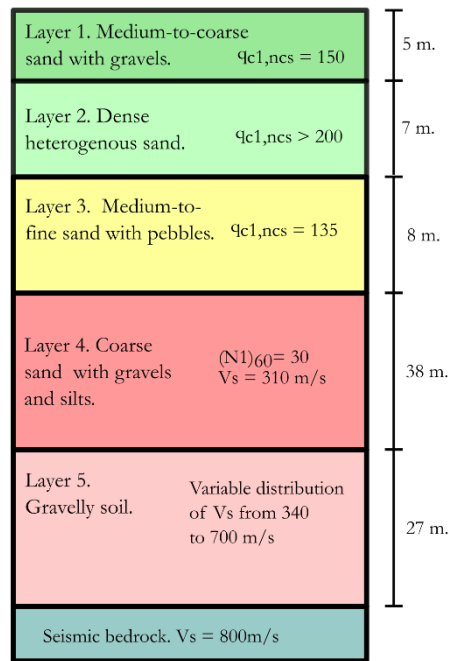 Layer 1. Medium-to-coarse
sand with gravels.
qc1,ncs = 150
5 m.
Layer 2. Dense
heterogenous sand.
qc1,ncs > 200
7 m.
Layer 3. Medium-to-
fine sand with pebbles.
qc1,ncs = 135
8 m.
Layer 4. Coarse
sand with gravels
and silts.
(N1)60= 30
Vs = 310 m/s
38 m.
Layer 5.
Gravelly soil.
Variable distribution
of Vs from 340
to 700 m/s
27 m.
Seismic bedrock. Vs = 800m/s